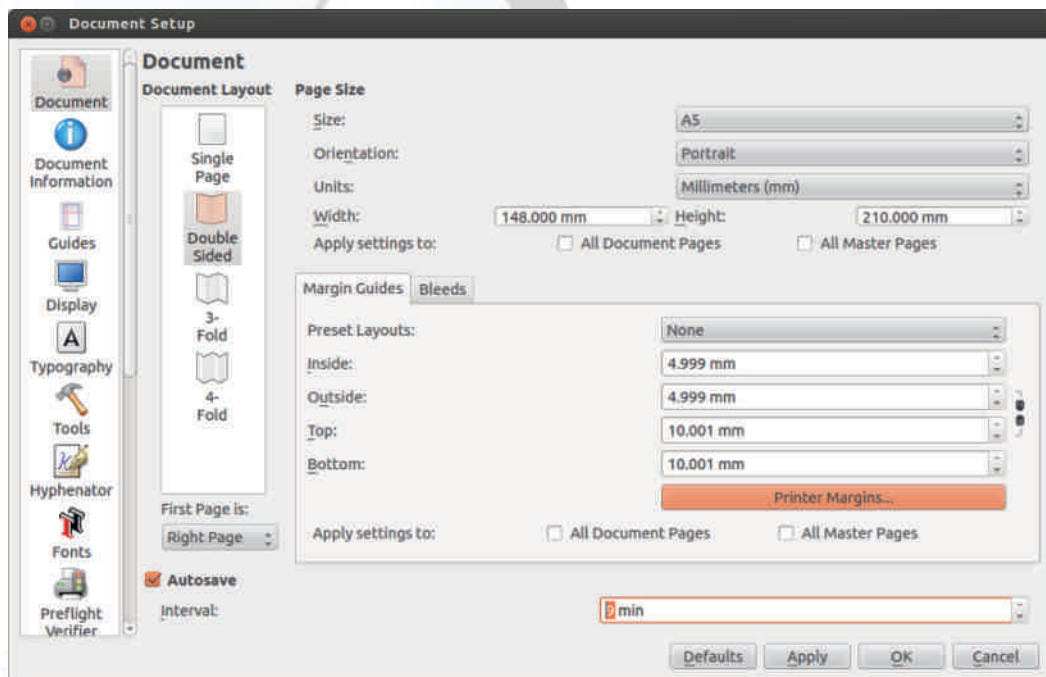 Document Setup
Document
Document
Information
Guides
Display
Typography
Tools
Hyphenator
Fonts
Preflight
Verifier
Document
Document Layout
Single
Page
Double
Sided
3-
Fold
4-
Fold
First Page is:
Right Page
Page Size
Size: A5
Orientation: Portrait
Units: Millimeters (mm)
Width: 148.000 mm Height: 210.000 mm
Apply settings to: All Document Pages All Master Pages
Margin Guides Bleeds
Preset Layouts: None
Inside: 4.999 mm
Outside: 4.999 mm
Top: 10.001 mm
Bottom: 10.001 mm
Printer Margins...
Apply settings to: All Document Pages All Master Pages
Autosave
Interval: 9 min
Defaults Apply OK Cancel